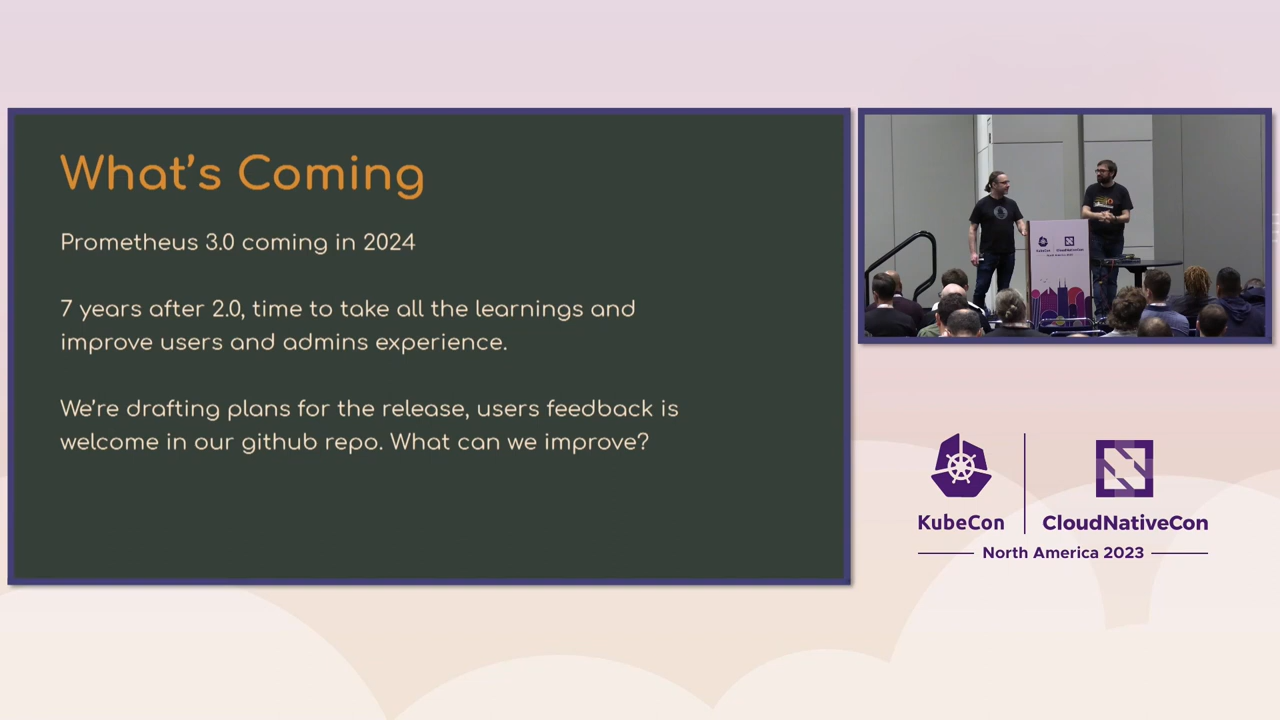 What's Coming
Prometheus 3.0 coming in 2024
7 years after 2.0, time to take all the learnings and
improve users and admins experience.
We're drafting plans for the release, users feedback is
welcome in our github repo. What can we improve?
KubeCon
CloudNativeCon
North America 2023